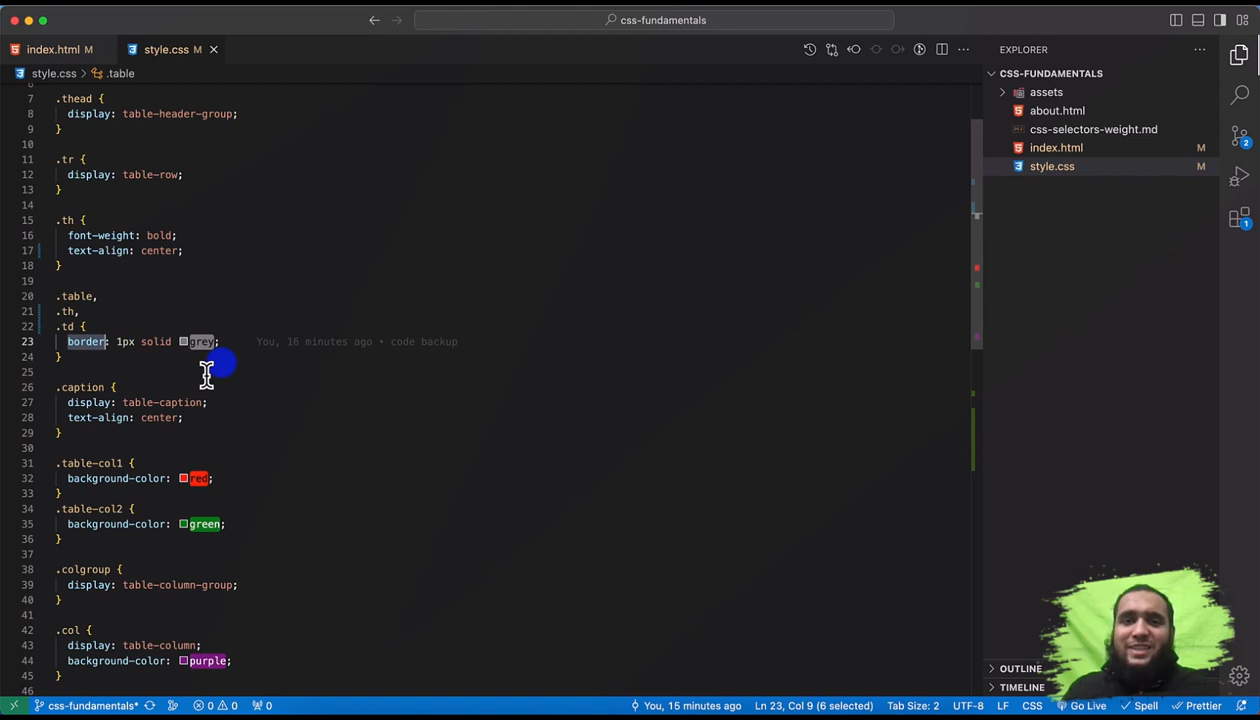 css-fundamentals
index.html M
style.css M
style.css > .table
6
7 .thead {
8 display: table-header-group;
9 }
10
11 .tr {
12 display: table-row;
13 }
14
15 .th {
16 font-weight: bold;
17 text-align: center;
18 }
19
20 .table,
21 .th,
22 .td {
23 border: 1px solid grey; You, 16 minutes ago • code backup
24 }
25
26 .caption {
27 display: table-caption;
28 text-align: center;
29 }
30
31 .table-col1 {
32 background-color: red;
33 }
34 .table-col2 {
35 background-color: green;
36 }
37
38 .colgroup {
39 display: table-column-group;
40 }
41
42 .col {
43 display: table-column;
44 background-color: purple;
45 }
46
EXPLORER
CSS-FUNDAMENTALS
assets
about.html
css-selectors-weight.md
index.html M
style.css M
OUTLINE
TIMELINE
2
1
css-fundamentals* 0 0 0 You, 15 minutes ago Ln 23, Col 9 (6 selected) Tab Size: 2 UTF-8 LF CSS Go Live Spell Prettier